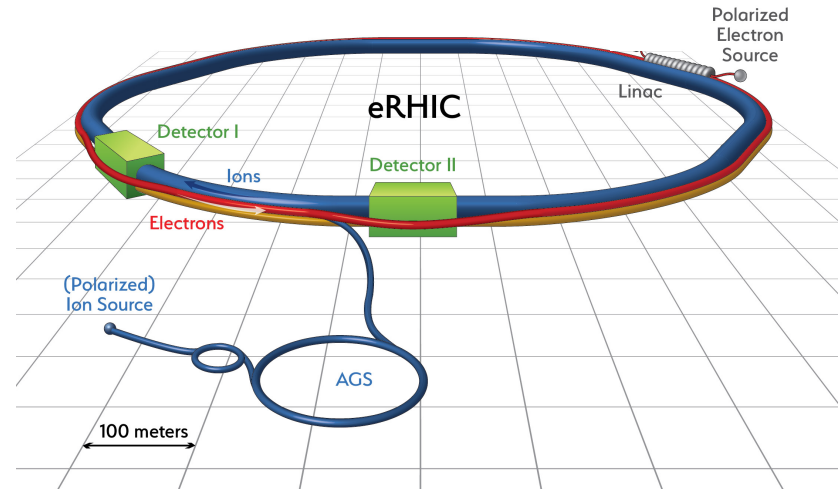 Polarized
Electron
Source
Linac
eRHIC
Detector I
Detector II
Ions
Electrons
(Polarized)
Ion Source
AGS
100 meters